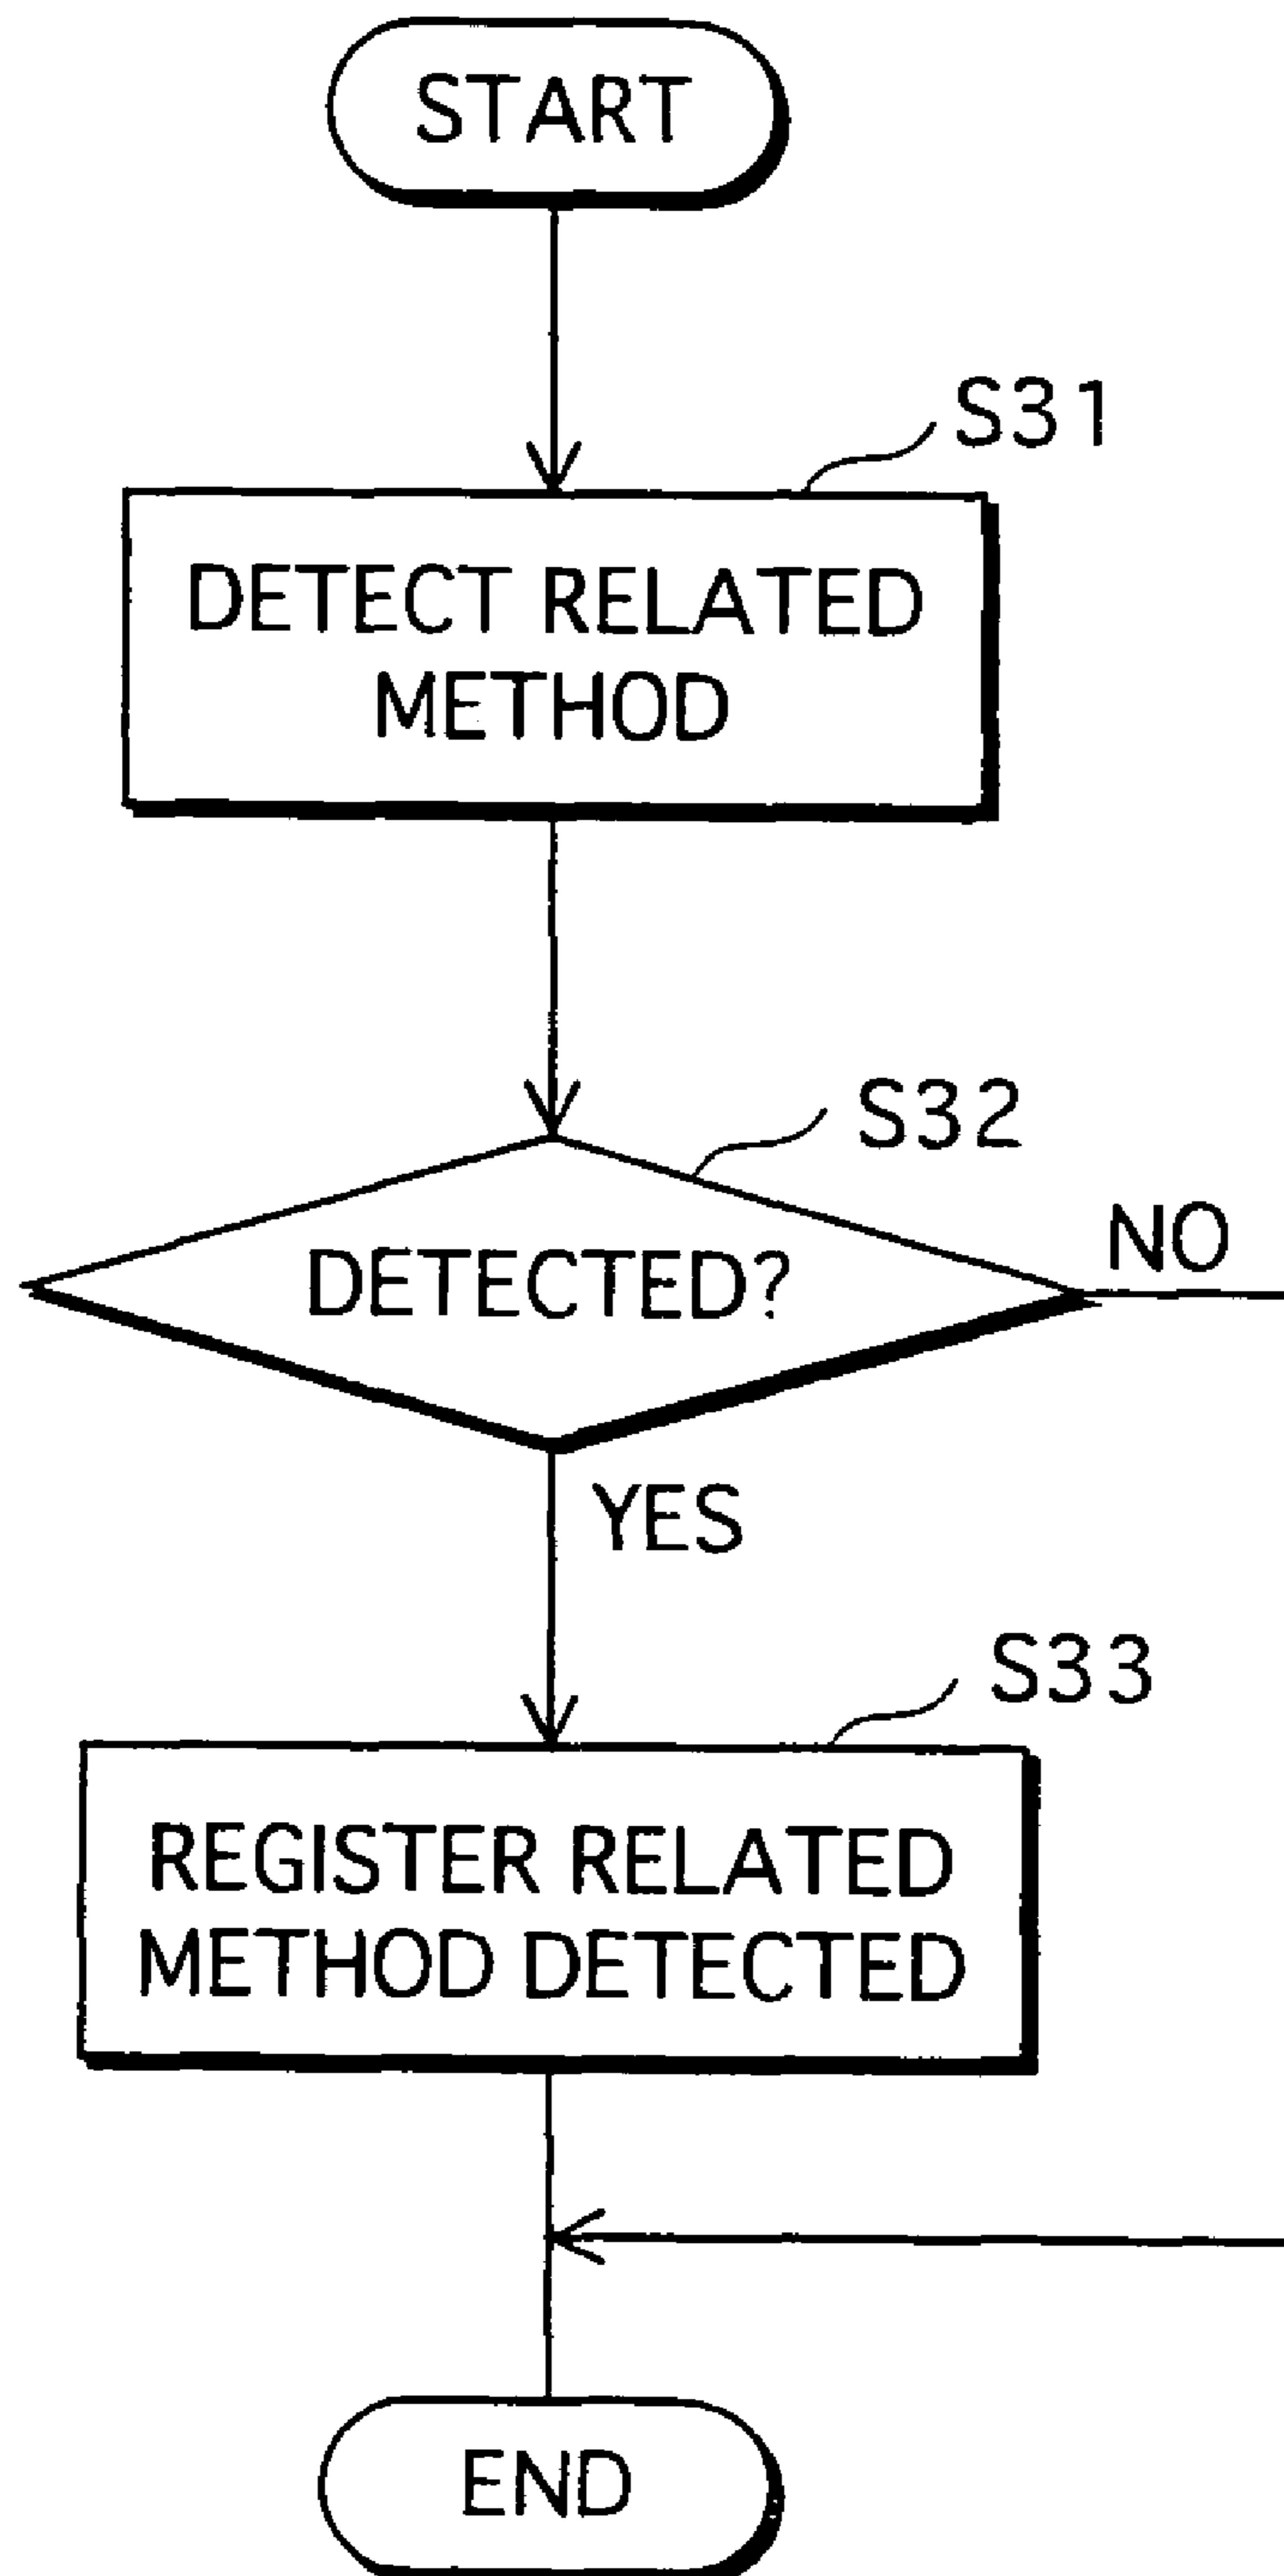 START
S31
DETECT RELATED
METHOD
S32
DETECTED?
NO
YES
S33
REGISTER RELATED
METHOD DETECTED
END